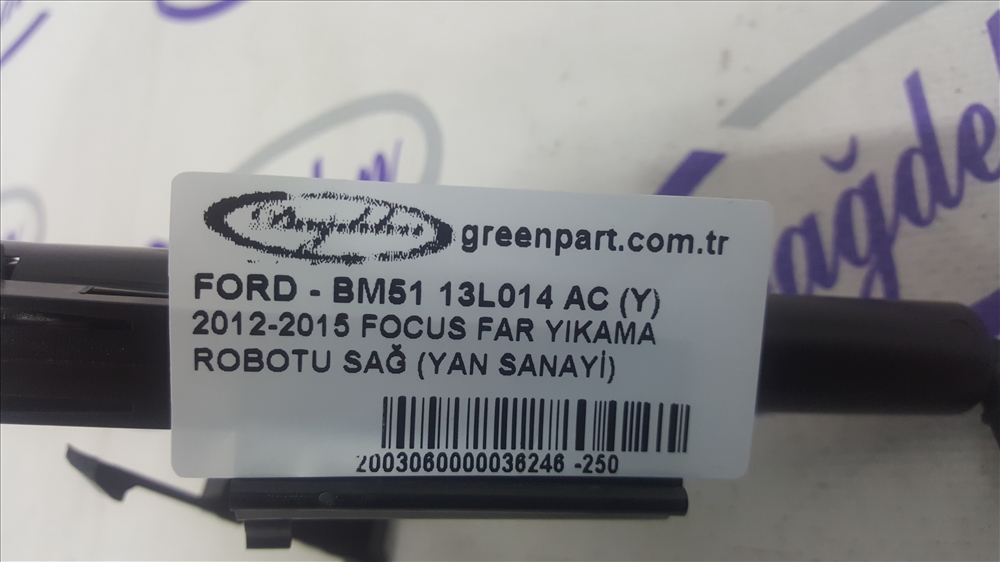 greenpart.com.tr
FORD - BM51 13L014 AC (Y)
2012-2015 FOCUS FAR YIKAMA
ROBOTU SAĞ (YAN SANAYİ)
2003060000036246 -250